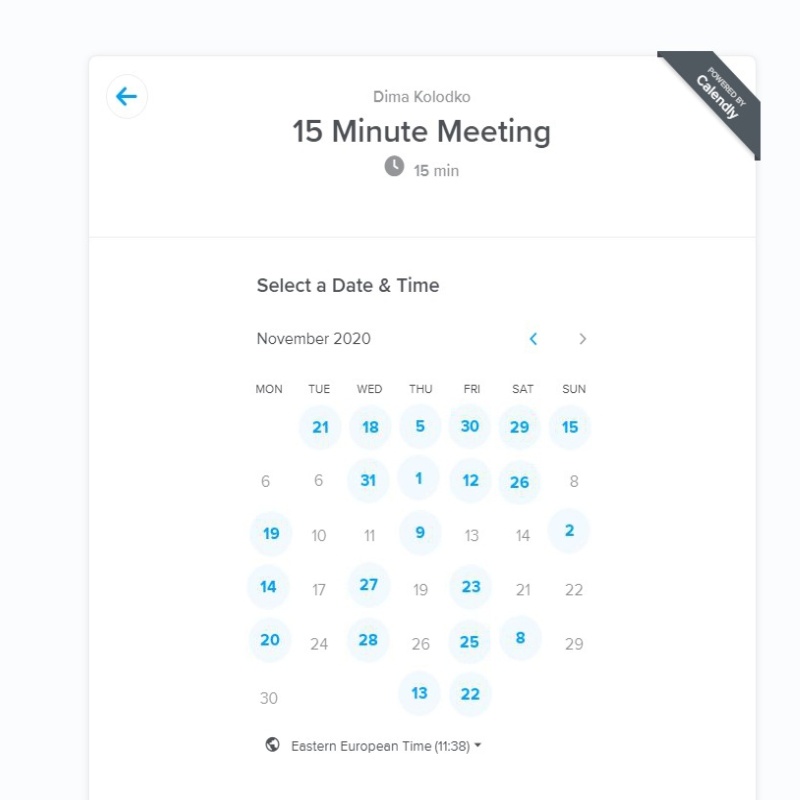 POWERED BY
Calendly
Dima Kolodko
15 Minute Meeting
15 min
Select a Date & Time
November 2020
MON TUE WED THU FRI SAT SUN
21 18 5 30 29 15
6 6 31 1 12 26 8
19 10 11 9 13 14 2
14 17 27 19 23 21 22
20 24 28 26 25 8 29
30 13 22
Eastern European Time (11:38)